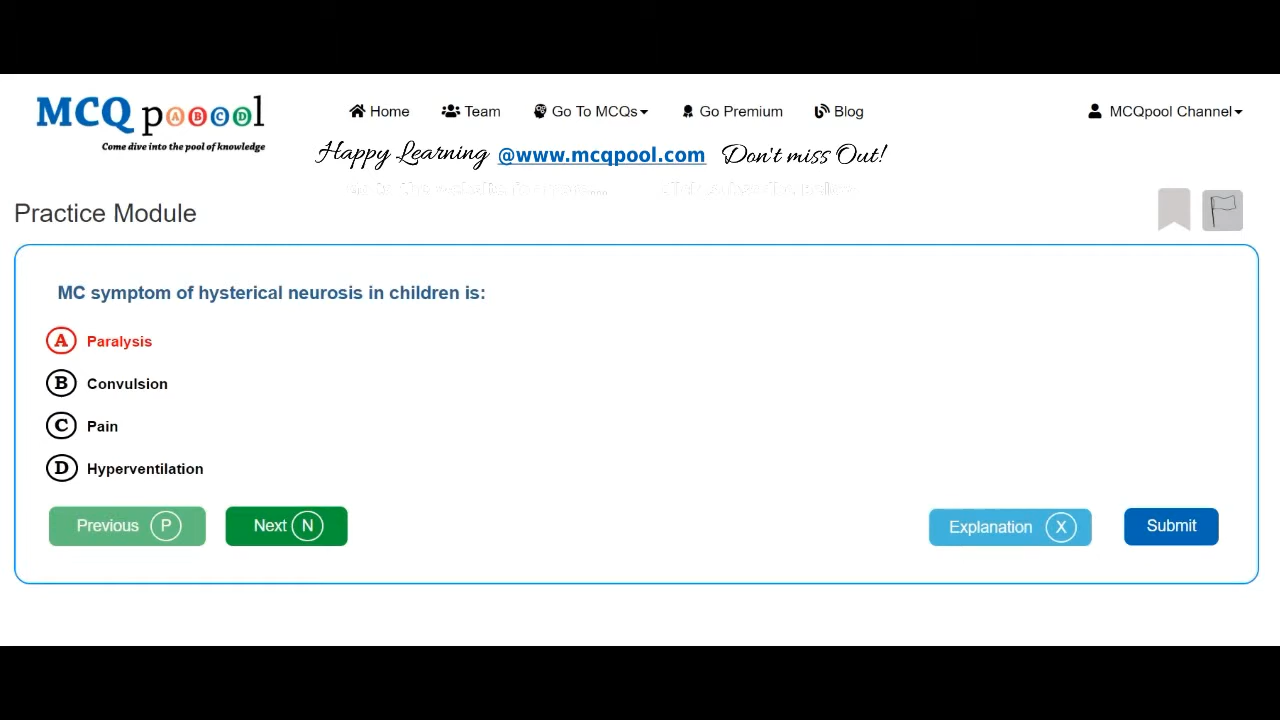 MCQ pooool
Come dive into the pool of knowledge
Home Team Go To MCQs Go Premium Blog MCQpool Channel
Happy Learning @www.mcqpool.com Don't miss Out!
Practice Module
MC symptom of hysterical neurosis in children is:
A Paralysis
B Convulsion
C Pain
D Hyperventilation
Previous P Next N Explanation X Submit